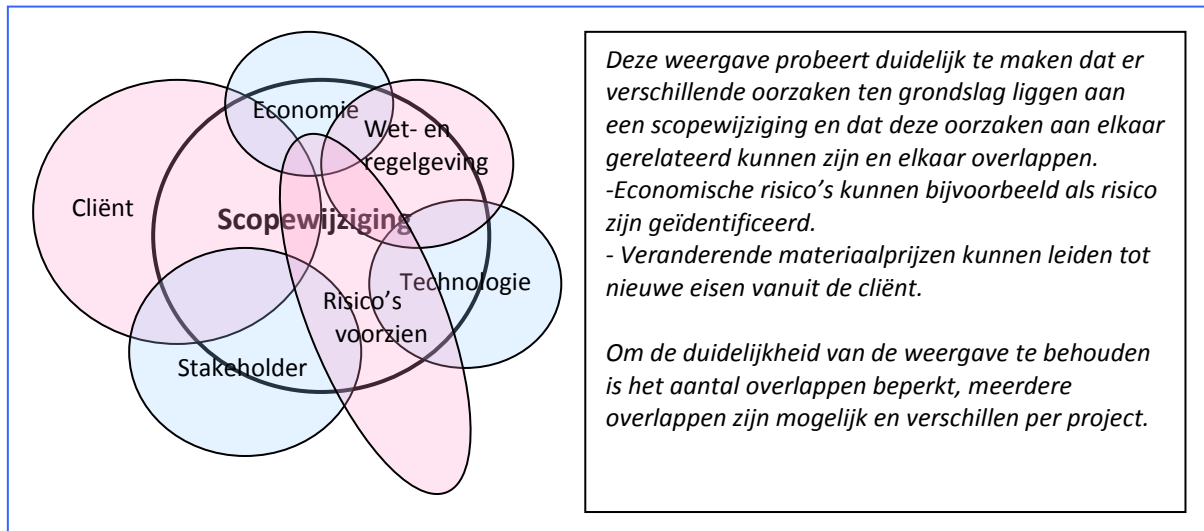 Economie
Wet- en
regelgeving
Cliënt
Scopewijziging
Technologie
Risico's
voorzien
Stakeholder
Deze weergave probeert duidelijk te maken dat er
verschillende oorzaken ten grondslag liggen aan
een scopewijziging en dat deze oorzaken aan elkaar
gerelateerd kunnen zijn en elkaar overlappen.
-Economische risico's kunnen bijvoorbeeld als risico
zijn geïdentificeerd.
- Veranderende materiaalprijzen kunnen leiden tot
nieuwe eisen vanuit de cliënt.
Om de duidelijkheid van de weergave te behouden
is het aantal overlappen beperkt, meerdere
overlappen zijn mogelijk en verschillen per project.